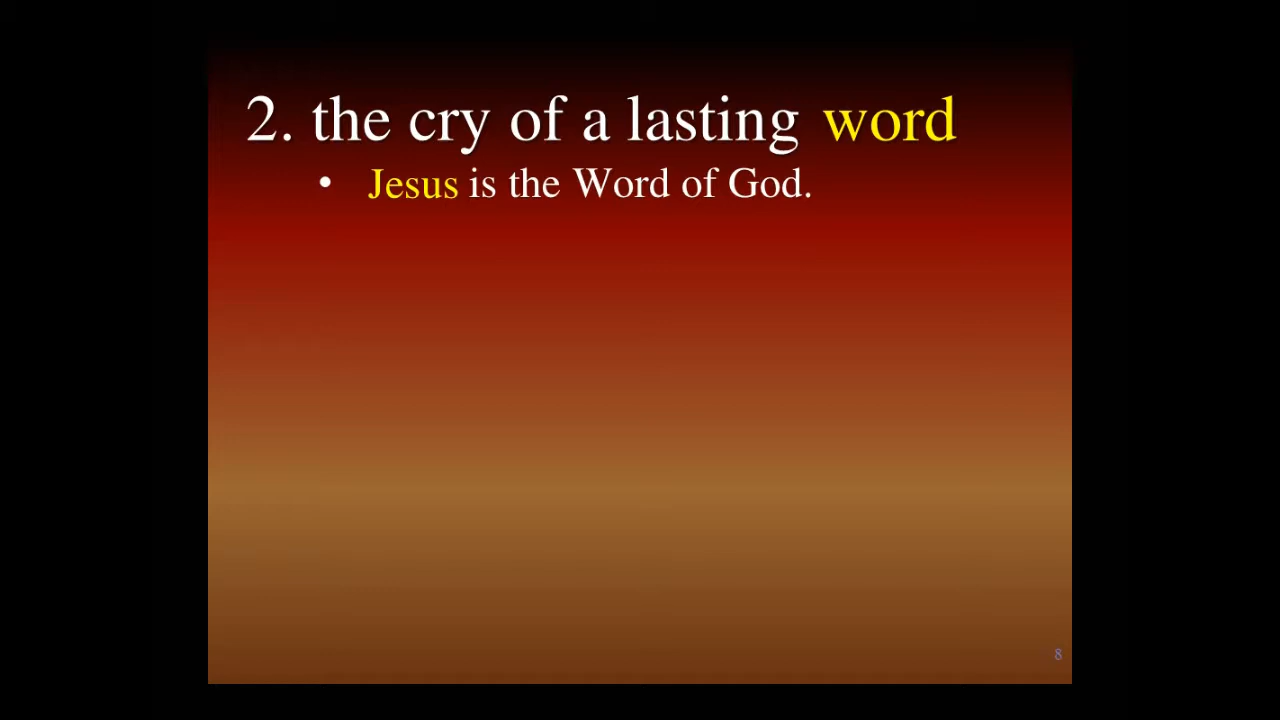 2. the cry of a lasting word
• Jesus is the Word of God.
8